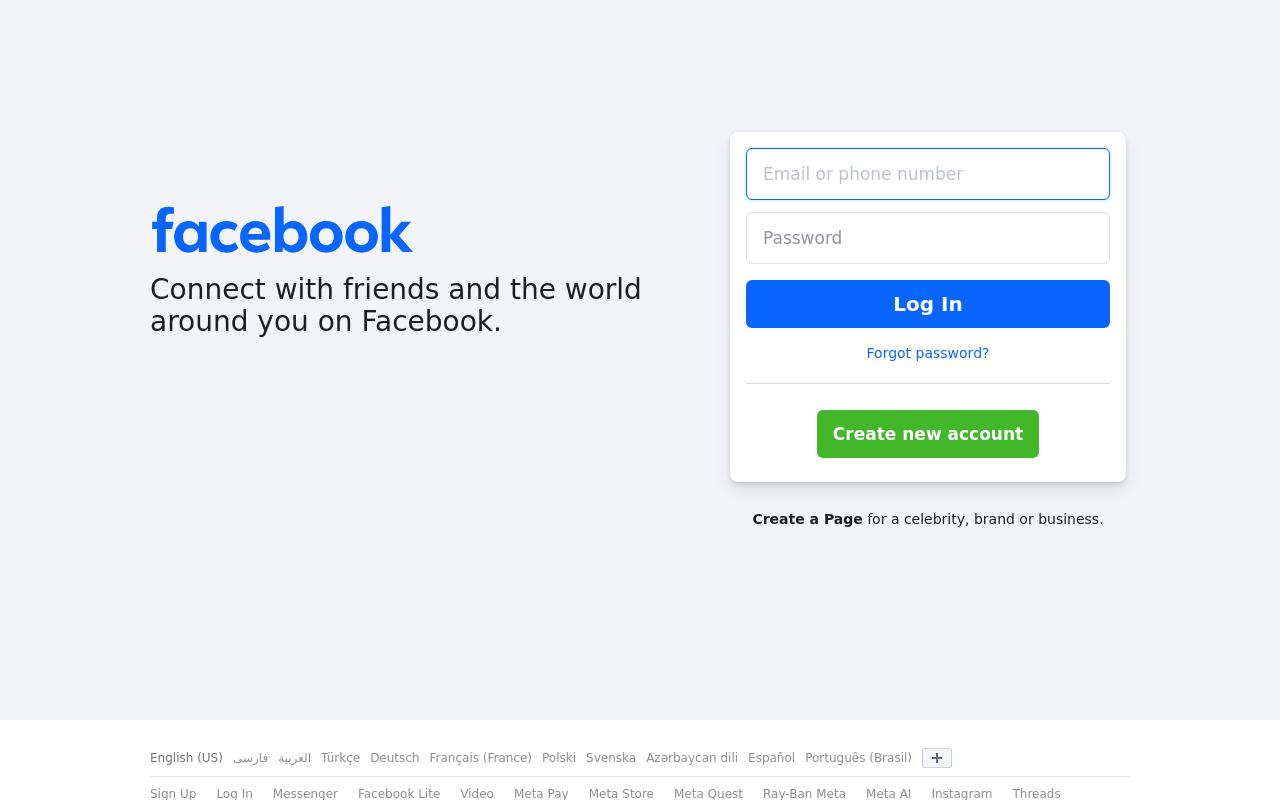 facebook
Connect with friends and the world
around you on Facebook.
Email or phone number
Password
Log In
Forgot password?
Create new account
Create a Page for a celebrity, brand or business.
English (US) فارسی العربية Türkçe Deutsch Français (France) Polski Svenska Azərbaycan dili Español Português (Brasil)
Sign Up Log In Messenger Facebook Lite Video Meta Pay Meta Store Meta Quest Ray-Ban Meta Meta AI Instagram Threads